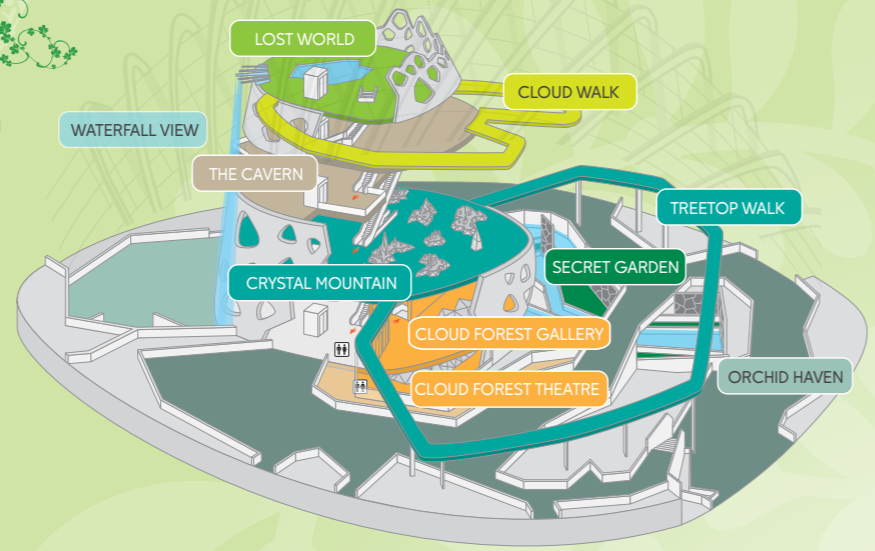 LOST WORLD
CLOUD WALK
WATERFALL VIEW
THE CAVERN
TREETOP WALK
SECRET GARDEN
CRYSTAL MOUNTAIN
CLOUD FOREST GALLERY
ORCHID HAVEN
CLOUD FOREST THEATRE